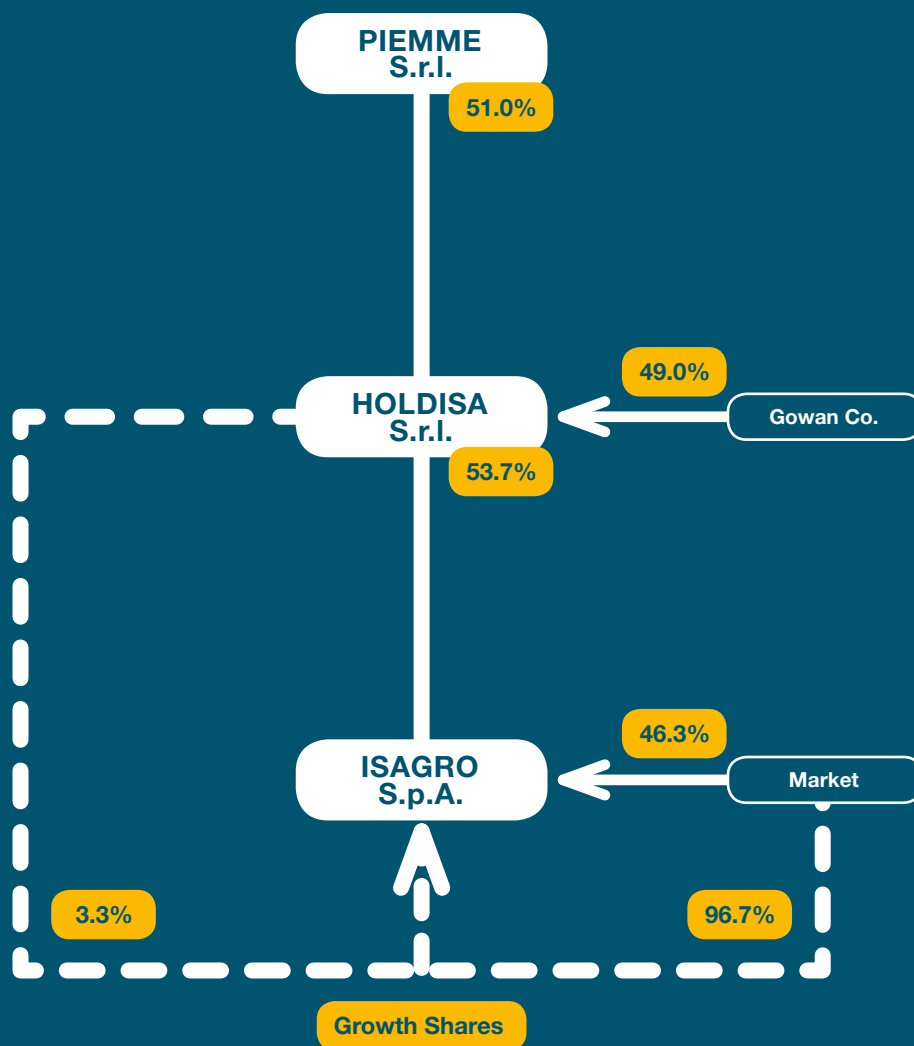 PIEMME
S.r.l.
51.0%
49.0%
HOLDISA
S.r.l.
Gowan Co.
53.7%
46.3%
ISAGRO
S.p.A.
Market
3.3%
96.7%
Growth Shares